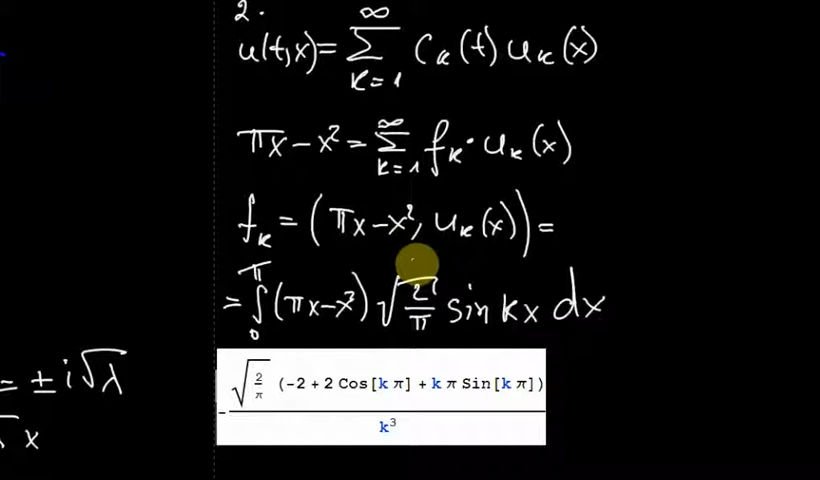 2.
u(t,x)=∑_{k=1}^{∞} C_k(t) u_k(x)
πx-x²=∑_{k=1}^{∞} f_k·u_k(x)
f_k=(πx-x², u_k(x))=
=∫_0^π (πx-x²)√(2/π) sin kx dx
-√(2/π) (-2 + 2 Cos[k π] + k π Sin[k π])/k³
= ± i√λ
x